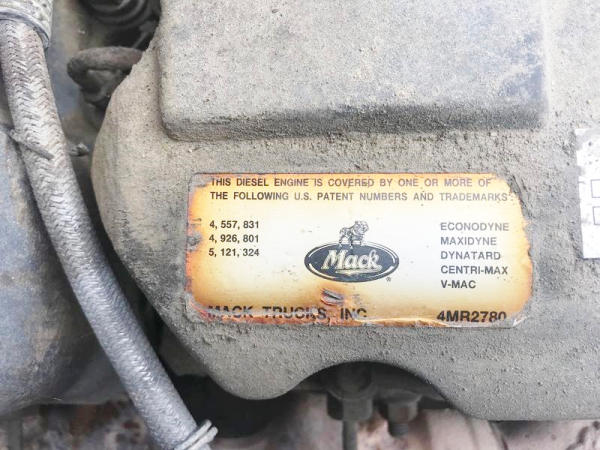 THIS DIESEL ENGINE IS COVERED BY ONE OR MORE OF
THE FOLLOWING U.S. PATENT NUMBERS AND TRADEMARKS:
4, 557, 831
4, 926, 801
5, 121, 324
Mack
®
ECONODYNE
MAXIDYNE
DYNATARD
CENTRI-MAX
V-MAC
MACK TRUCKS, INC.
4MR2780